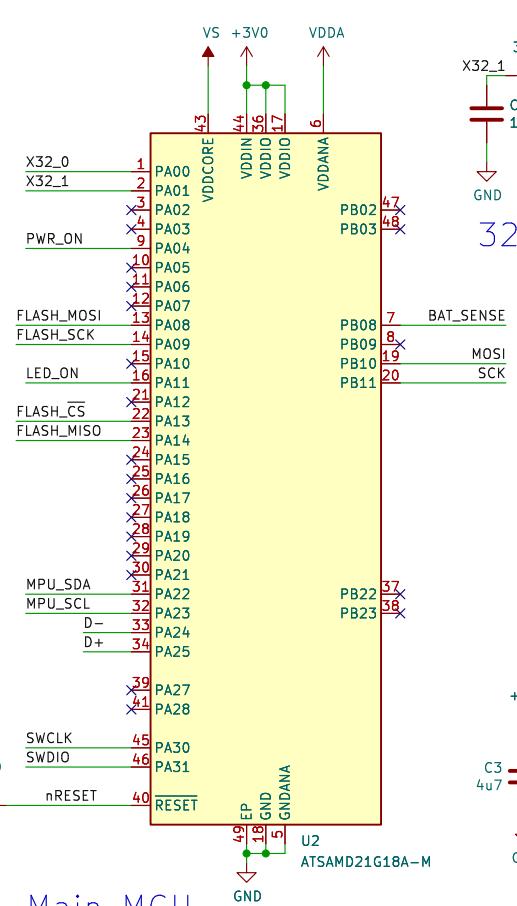 VS +3V0 VDDA
X32_1
GND
32
43 44 36 17 6
VDDCORE VDDIN VDDIO VDDIO VDDANA
X32_0 1 PA00
X32_1 2 PA01
3 PA02 PB02 47
4 PA03 PB03 48
PWR_ON 9 PA04
10 PA05
11 PA06
12 PA07
FLASH_MOSI 13 PA08 PB08 7 BAT_SENSE
FLASH_SCK 14 PA09 PB09 8
15 PA10 PB10 19 MOSI
LED_ON 16 PA11 PB11 20 SCK
21 PA12
FLASH_CS 22 PA13
FLASH_MISO 23 PA14
24 PA15
25 PA16
26 PA17
27 PA18
28 PA19
29 PA20
30 PA21
MPU_SDA 31 PA22 PB22 37
MPU_SCL 32 PA23 PB23 38
D- 33 PA24
D+ 34 PA25
39 PA27
41 PA28
SWCLK 45 PA30
SWDIO 46 PA31
nRESET 40 RESET
EP GND GNDANA
49 18 5
U2
ATSAMD21G18A-M
GND
C3
4u7
Main MCU